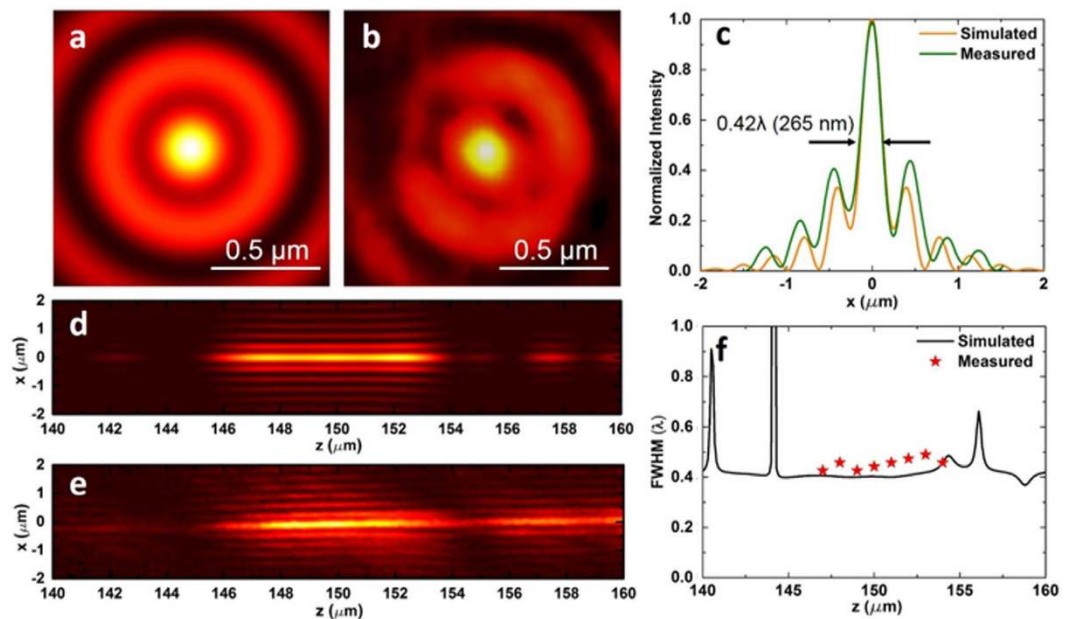 a
0.5 μm
b
0.5 μm
c
Simulated
Measured
0.42λ (265 nm)
Normalized Intensity
1.0
0.8
0.6
0.4
0.2
0.0
-2 -1 0 1 2
x (μm)
d
x (μm)
2
1
0
-1
-2
140 142 144 146 148 150 152 154 156 158 160
z (μm)
e
x (μm)
2
1
0
-1
-2
140 142 144 146 148 150 152 154 156 158 160
z (μm)
f
Simulated
Measured
FWHM (λ)
1.0
0.8
0.6
0.4
0.2
0.0
140 145 150 155 160
z (μm)